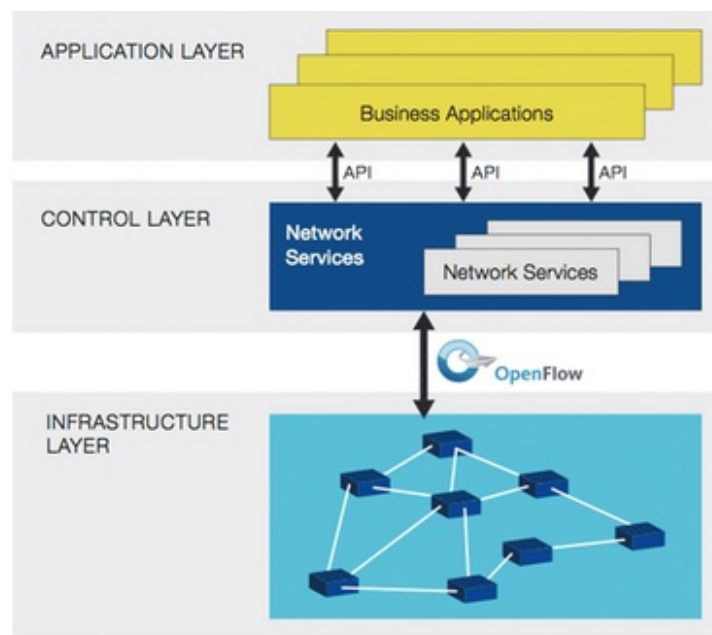 APPLICATION LAYER
Business Applications
API
API
API
CONTROL LAYER
Network
Services
Network Services
OpenFlow
INFRASTRUCTURE
LAYER